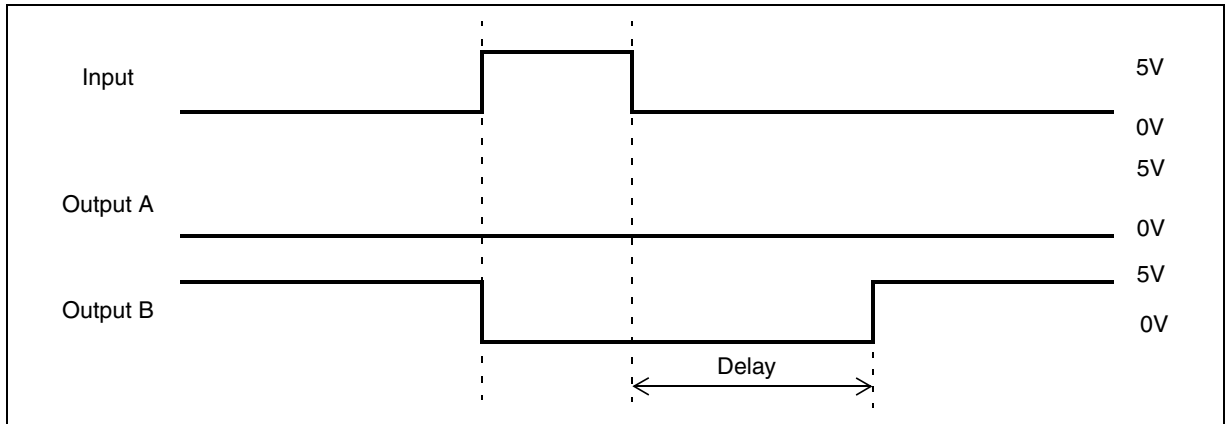 Input
5V
0V
5V
Output A
0V
5V
Output B
0V
Delay